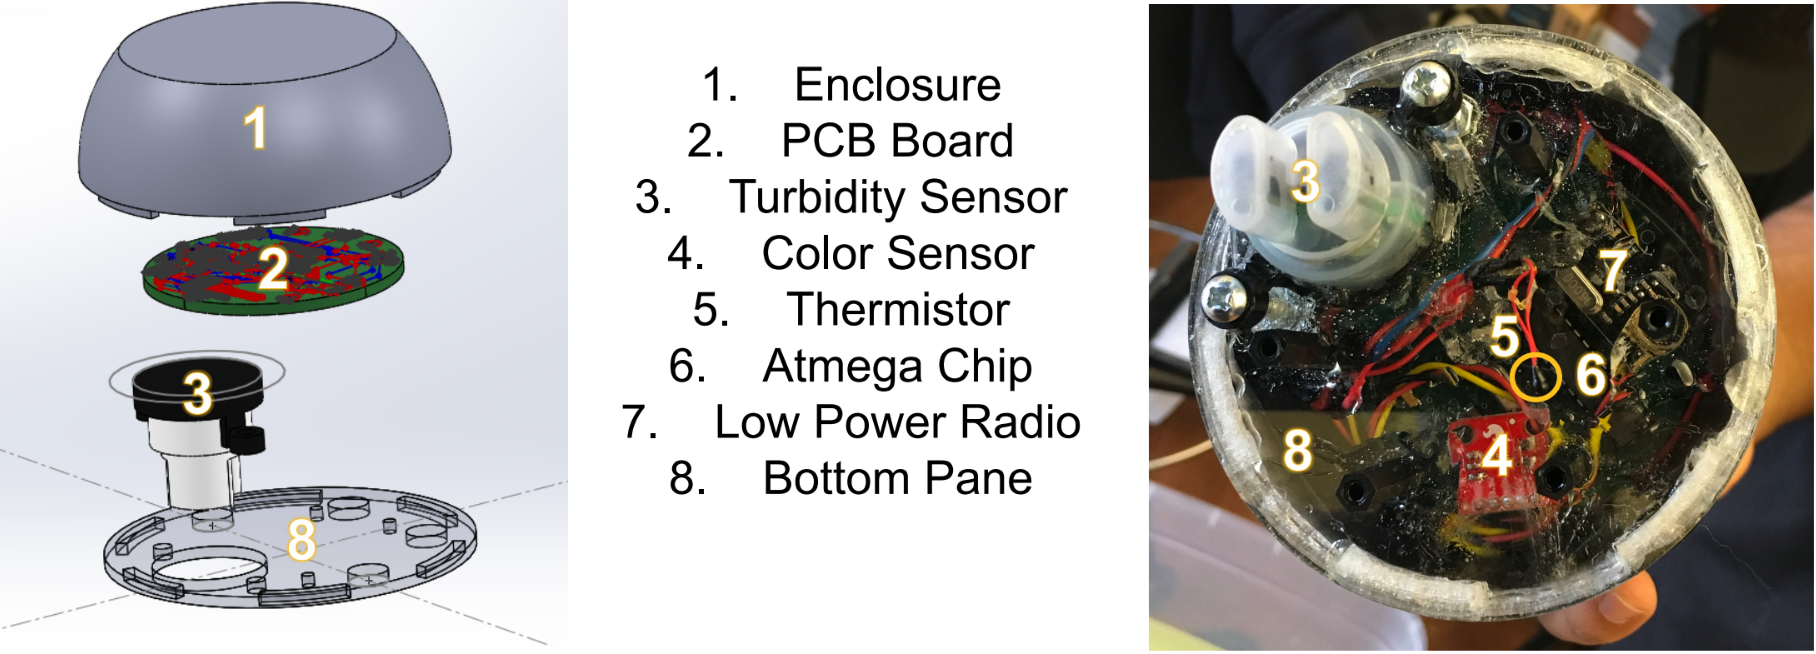 1
2
3
8
1. Enclosure
2. PCB Board
3. Turbidity Sensor
4. Color Sensor
5. Thermistor
6. Atmega Chip
7. Low Power Radio
8. Bottom Pane
3
7
5
6
8
4